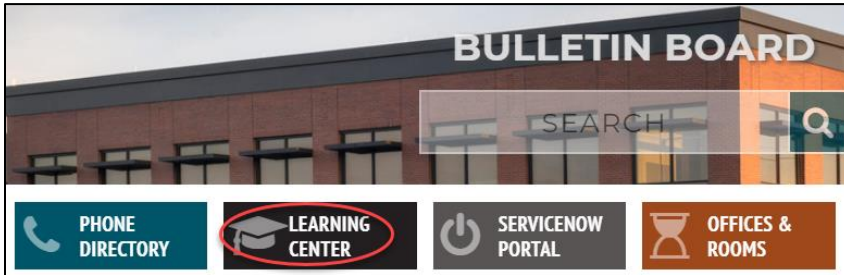 BULLETIN BOARD
SEARCH
PHONE
DIRECTORY
LEARNING
CENTER
SERVICENOW
PORTAL
OFFICES &
ROOMS